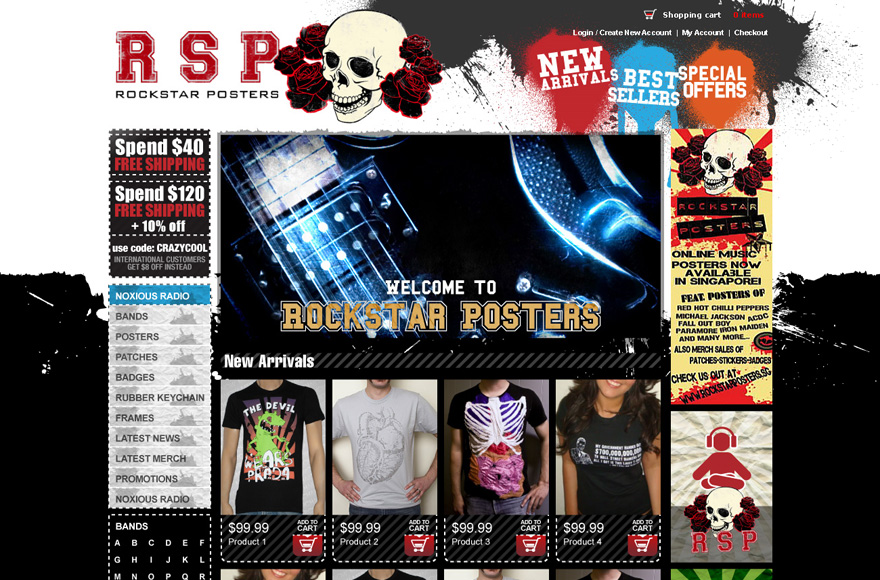 Shopping cart 0 items
Login / Create New Account | My Account | Checkout
RSP
ROCKSTAR POSTERS
NEW
ARRIVALS
BEST
SELLERS
SPECIAL
OFFERS
Spend $40
FREE SHIPPING
Spend $120
FREE SHIPPING
+ 10% off
use code: CRAZYCOOL
INTERNATIONAL CUSTOMERS
GET $8 OFF INSTEAD
NOXIOUS RADIO
BANDS
POSTERS
PATCHES
BADGES
RUBBER KEYCHAIN
FRAMES
LATEST NEWS
LATEST MERCH
PROMOTIONS
NOXIOUS RADIO
BANDS
A B C D E F
G H I J K L
M N O P Q R
WELCOME TO
ROCKSTAR POSTERS
New Arrivals
THE DEVIL
WEARS
PRADA
$99.99
ADD TO
CART
Product 1
$99.99
ADD TO
CART
Product 2
$99.99
ADD TO
CART
Product 3
$700,000,000,000
$99.99
ADD TO
CART
Product 4
ROCKSTAR
POSTERS
ONLINE MUSIC
POSTERS NOW
AVAILABLE
IN SINGAPORE!
FEAT. POSTERS OF
RED HOT CHILLI PEPPERS
MICHAEL JACKSON ACDC
FALL OUT BOY
PARAMORE IRON MAIDEN
AND MANY MORE...
ALSO MERCH SALES OF
PATCHES-STICKERS-BADGES
CHECK US OUT AT
WWW.ROCKSTARPOSTERS.SG
RSP